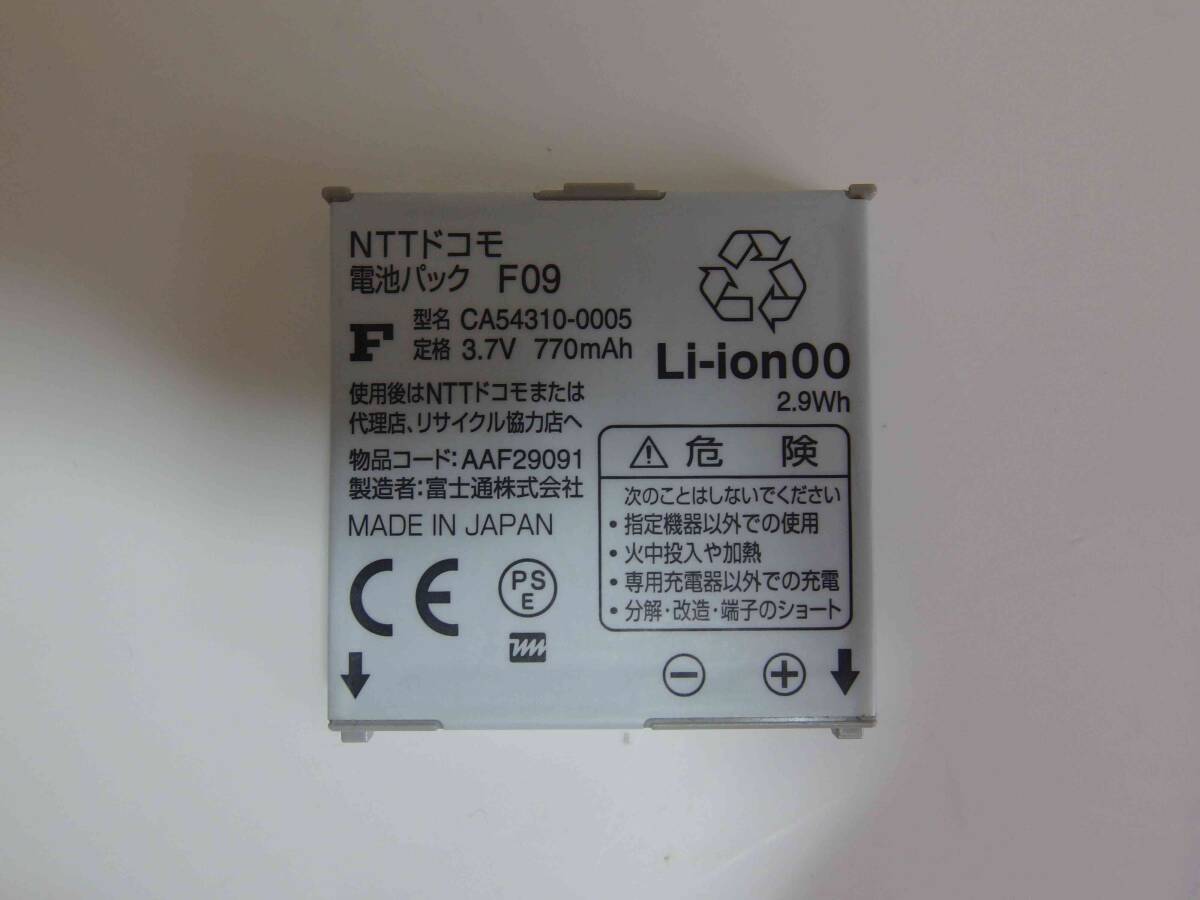 NTTドコモ
電池パック F09
F
型名 CA54310-0005
定格 3.7V 770mAh
Li-ion00
2.9Wh
使用後はNTTドコモまたは
代理店、リサイクル協力店へ
物品コード:AAF29091
製造者:富士通株式会社
MADE IN JAPAN
CE
PS
E
⚠危 険
次のことはしないでください
・指定機器以外での使用
・火中投入や加熱
・専用充電器以外での充電
・分解・改造・端子のショート
− +